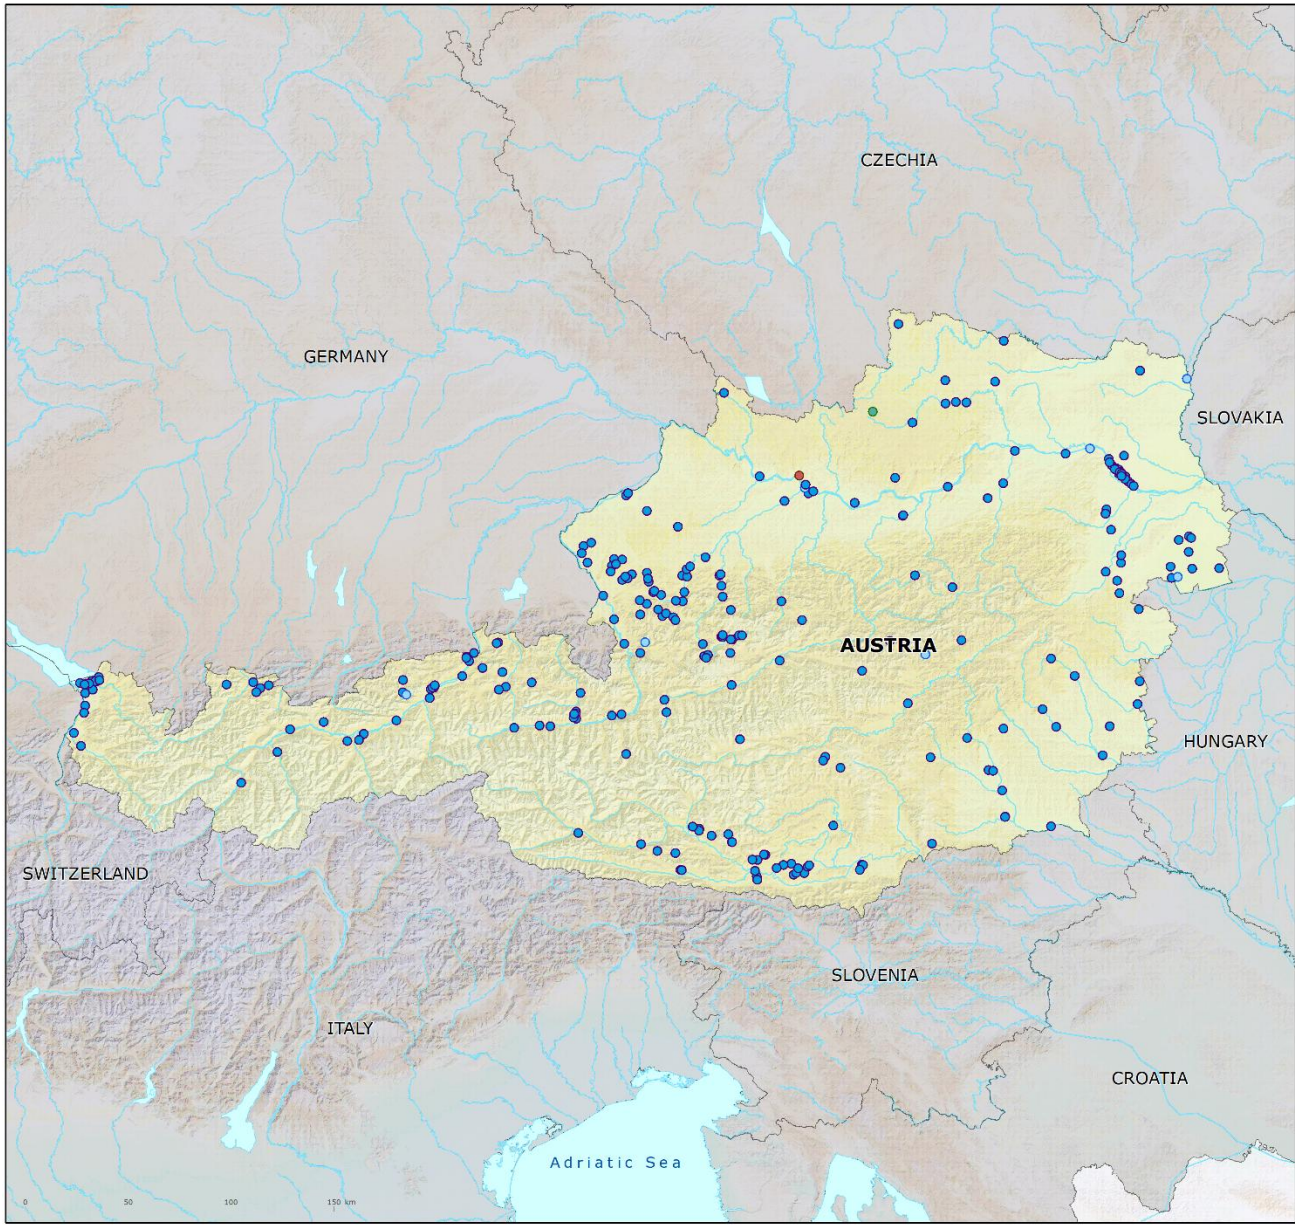 CZECHIA
GERMANY
SLOVAKIA
AUSTRIA
HUNGARY
SWITZERLAND
SLOVENIA
ITALY
CROATIA
Adriatic Sea
0 50 100 150 km